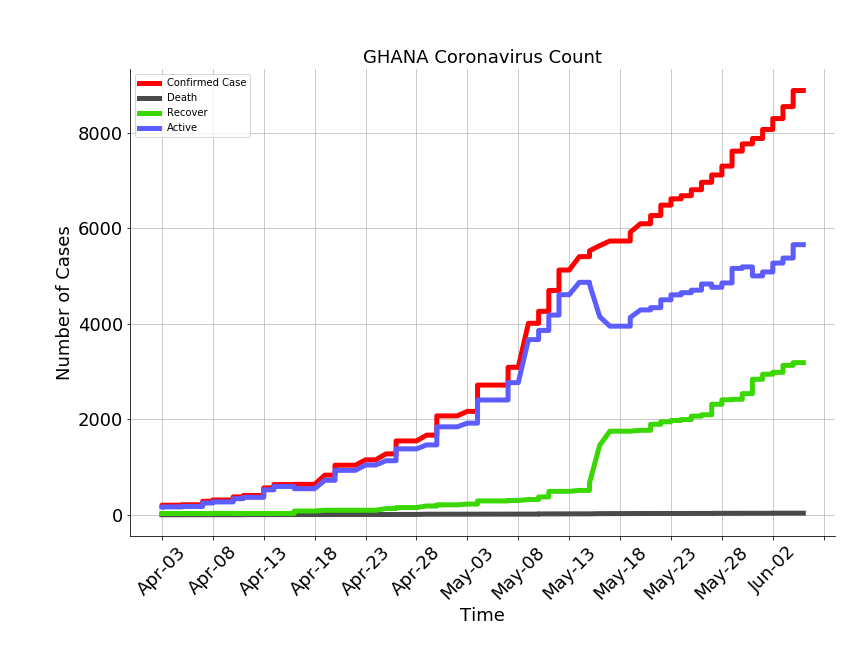 GHANA Coronavirus Count
Confirmed Case
Death
Recover
Active
Number of Cases
8000
6000
4000
2000
0
Apr-03
Apr-08
Apr-13
Apr-18
Apr-23
Apr-28
May-03
May-08
May-13
May-18
May-23
May-28
Jun-02
Time